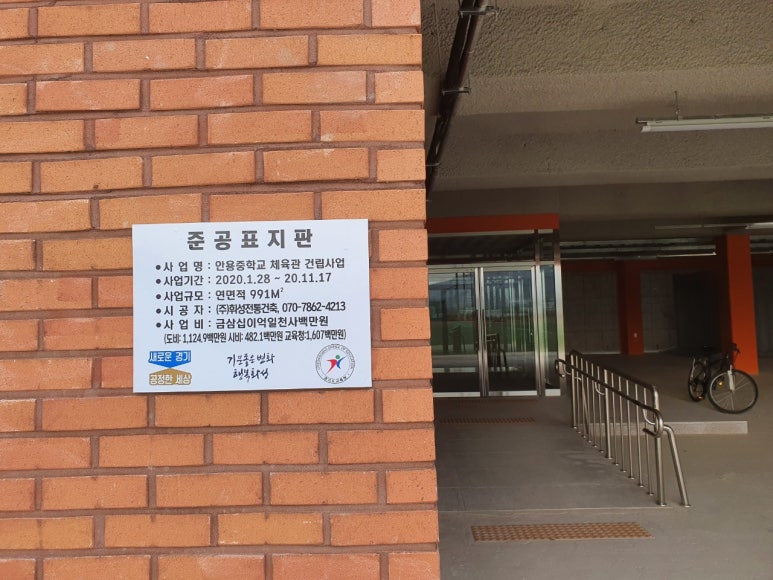 준공표지판
● 사 업 명 : 안용중학교 체육관 건립사업
● 사업기간 : 2020.1.28 ~ 20.11.17
● 사업규모 : 연면적 991M²
● 시 공 자 : (주)휘성전통건축, 070-7862-4213
● 사 업 비 : 금삼십이억일천사백만원
(도비: 1,124.9백만원 시비: 482.1백만원 교육청:1,607백만원)
새로운 경기
공정한 세상
기분좋은 변화
행복화성